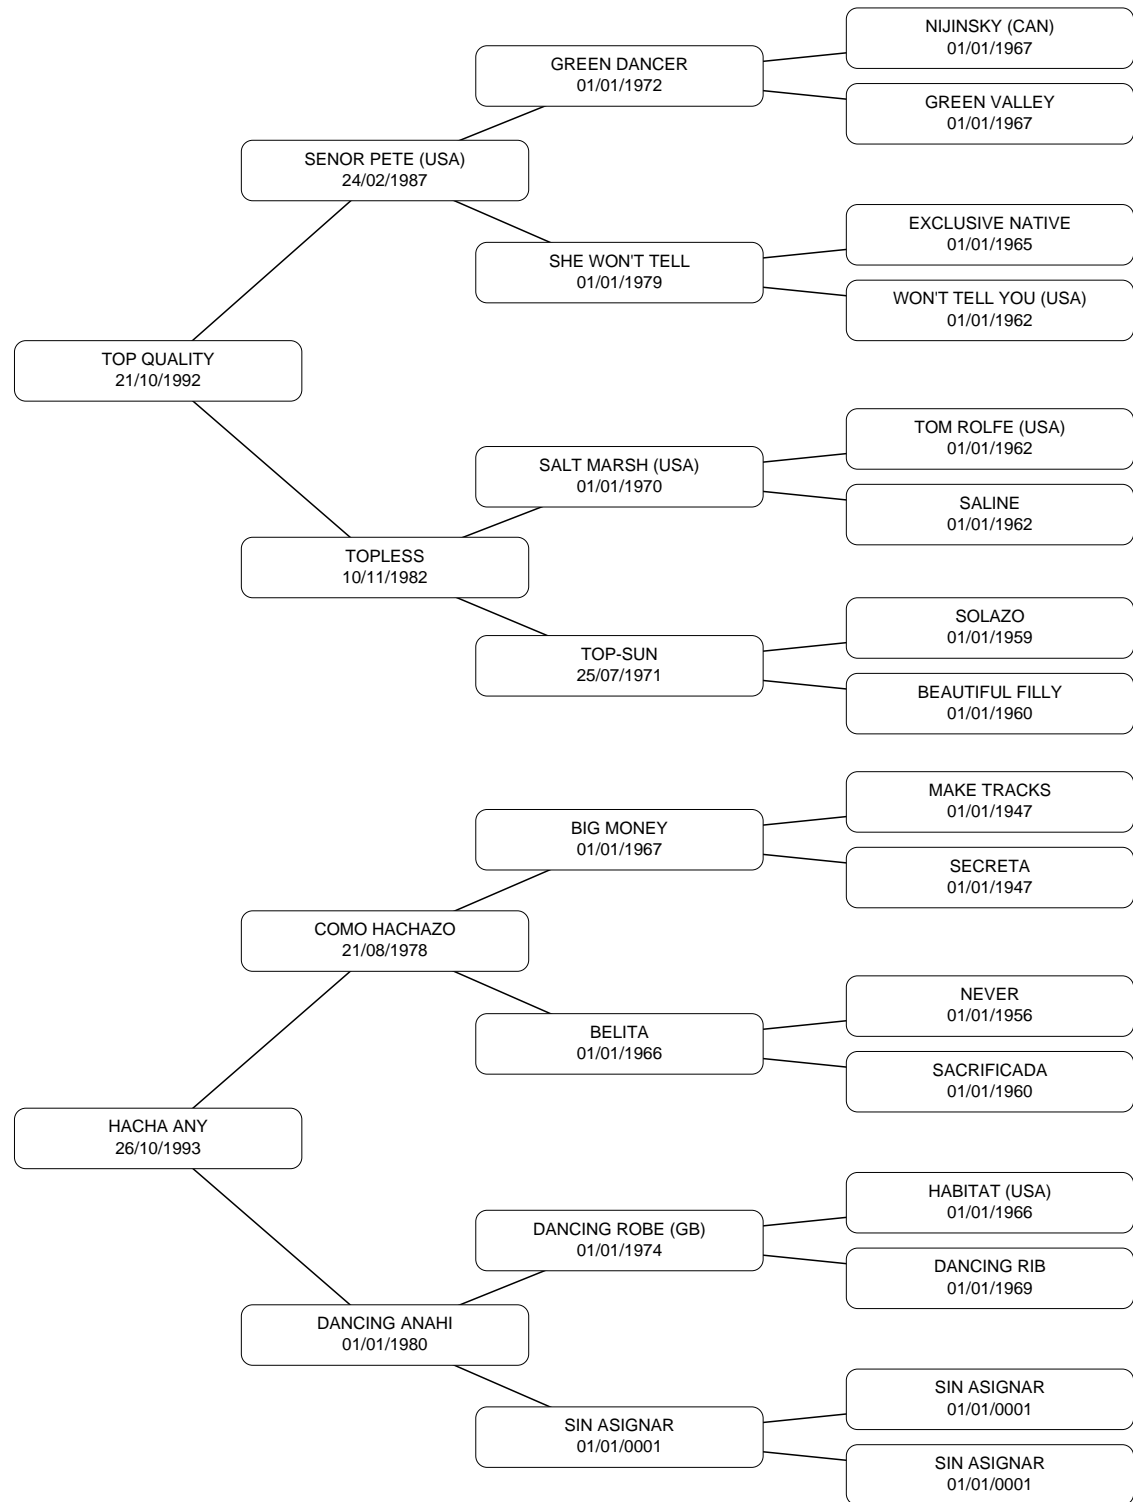 NIJINSKY (CAN)
01/01/1967
GREEN DANCER
01/01/1972
GREEN VALLEY
01/01/1967
SENOR PETE (USA)
24/02/1987
EXCLUSIVE NATIVE
01/01/1965
SHE WON'T TELL
01/01/1979
WON'T TELL YOU (USA)
01/01/1962
TOP QUALITY
21/10/1992
TOM ROLFE (USA)
01/01/1962
SALT MARSH (USA)
01/01/1970
SALINE
01/01/1962
TOPLESS
10/11/1982
SOLAZO
01/01/1959
TOP-SUN
25/07/1971
BEAUTIFUL FILLY
01/01/1960
MAKE TRACKS
01/01/1947
BIG MONEY
01/01/1967
SECRETA
01/01/1947
COMO HACHAZO
21/08/1978
NEVER
01/01/1956
BELITA
01/01/1966
SACRIFICADA
01/01/1960
HACHA ANY
26/10/1993
HABITAT (USA)
01/01/1966
DANCING ROBE (GB)
01/01/1974
DANCING RIB
01/01/1969
DANCING ANAHI
01/01/1980
SIN ASIGNAR
01/01/0001
SIN ASIGNAR
01/01/0001
SIN ASIGNAR
01/01/0001